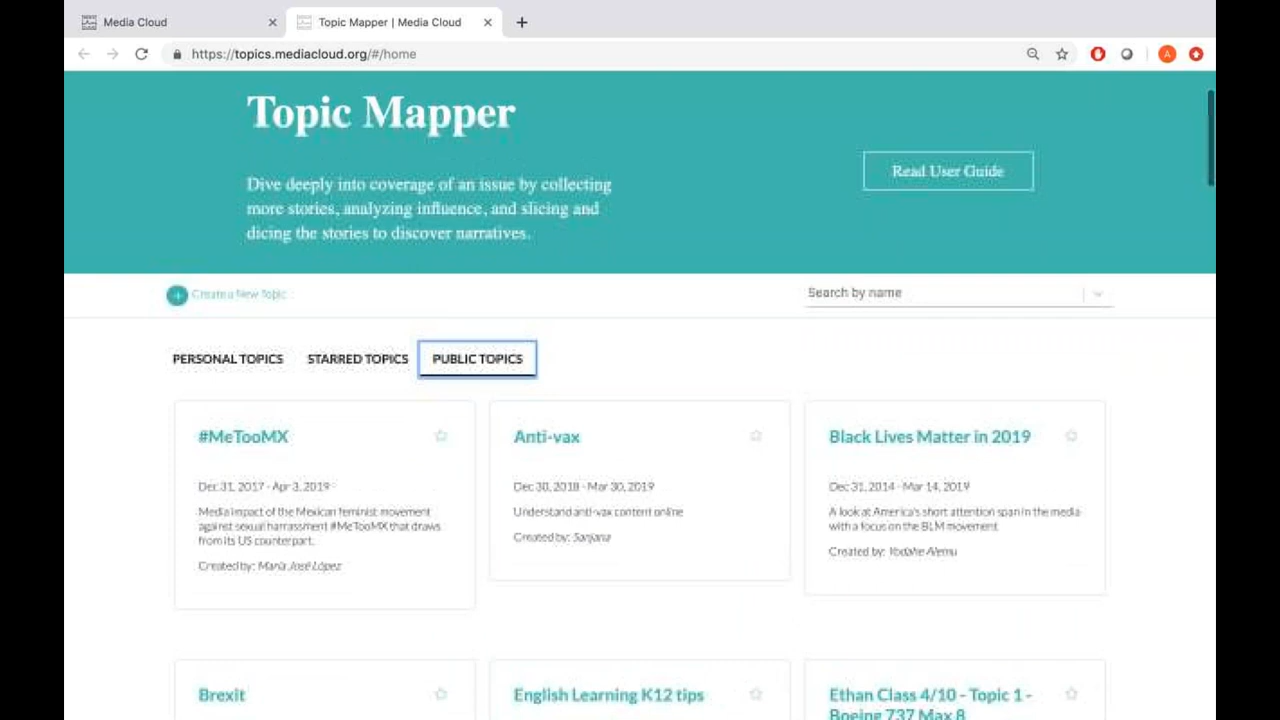 Media Cloud
Topic Mapper | Media Cloud
https://topics.mediacloud.org/#/home
A
Topic Mapper
Dive deeply into coverage of an issue by collecting
more stories, analyzing influence, and slicing and
dicing the stories to discover narratives.
Read User Guide
Create a New Topic
Search by name
PERSONAL TOPICS STARRED TOPICS PUBLIC TOPICS
#MeTooMX
Dec 31, 2017 - Apr 3, 2019
Media impact of the Mexican feminist movement
against sexual harrassment #MeTooMX that draws
from its US counterpart.
Created by: María José López
Anti-vax
Dec 30, 2018 - Mar 30, 2019
Understand anti-vax content online
Created by: Sanjana
Black Lives Matter in 2019
Dec 31, 2014 - Mar 14, 2019
A look at America's short attention span in the media
with a focus on the BLM movement
Created by: Yodahe Alemu
Brexit
English Learning K12 tips
Ethan Class 4/10 - Topic 1 -
Boeing 737 Max 8